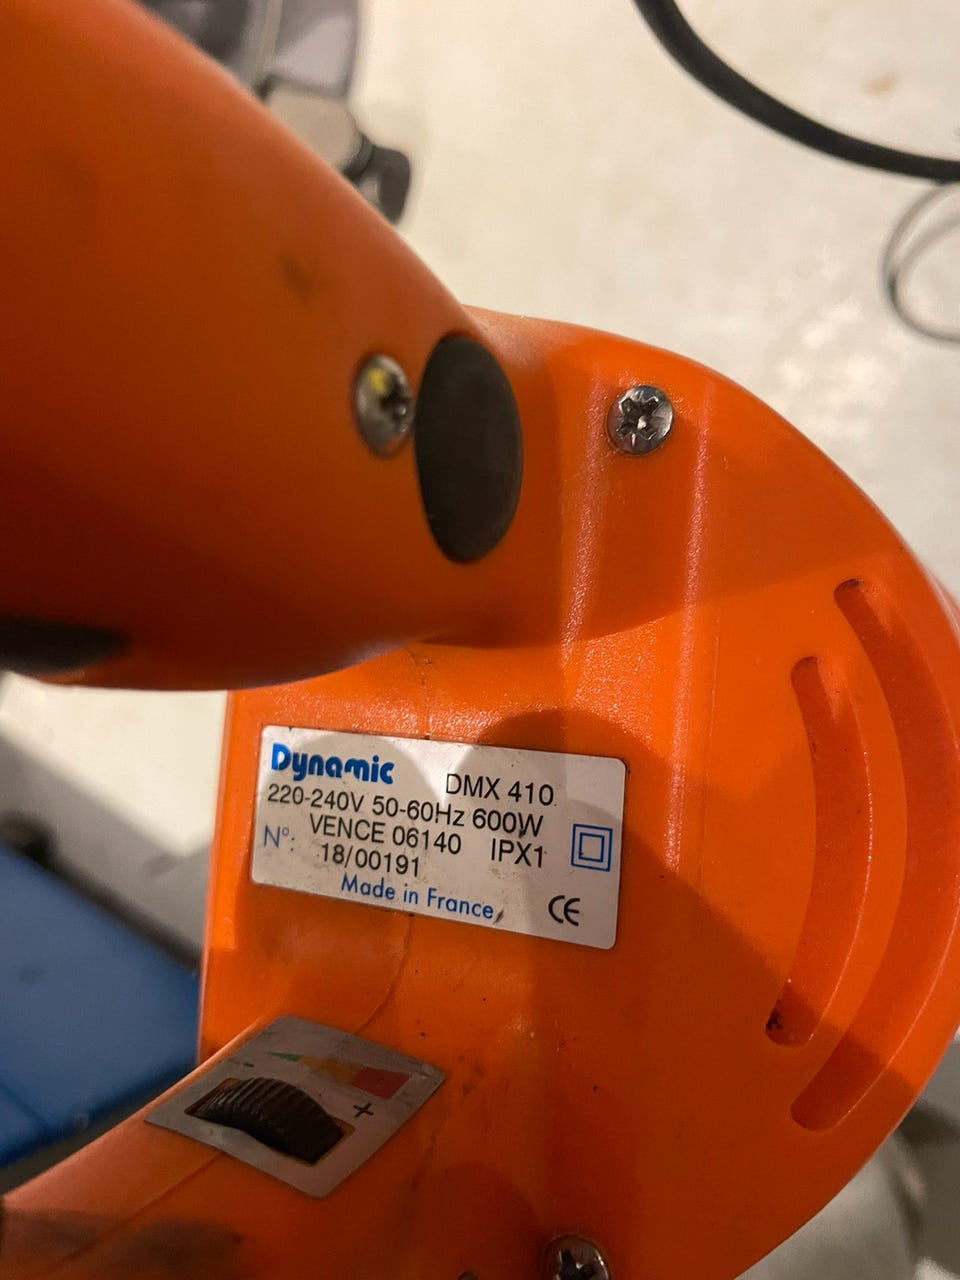 Dynamic DMX 410
220-240V 50-60Hz 600W
VENCE 06140 IPX1
N°: 18/00191
Made in France CE
- +